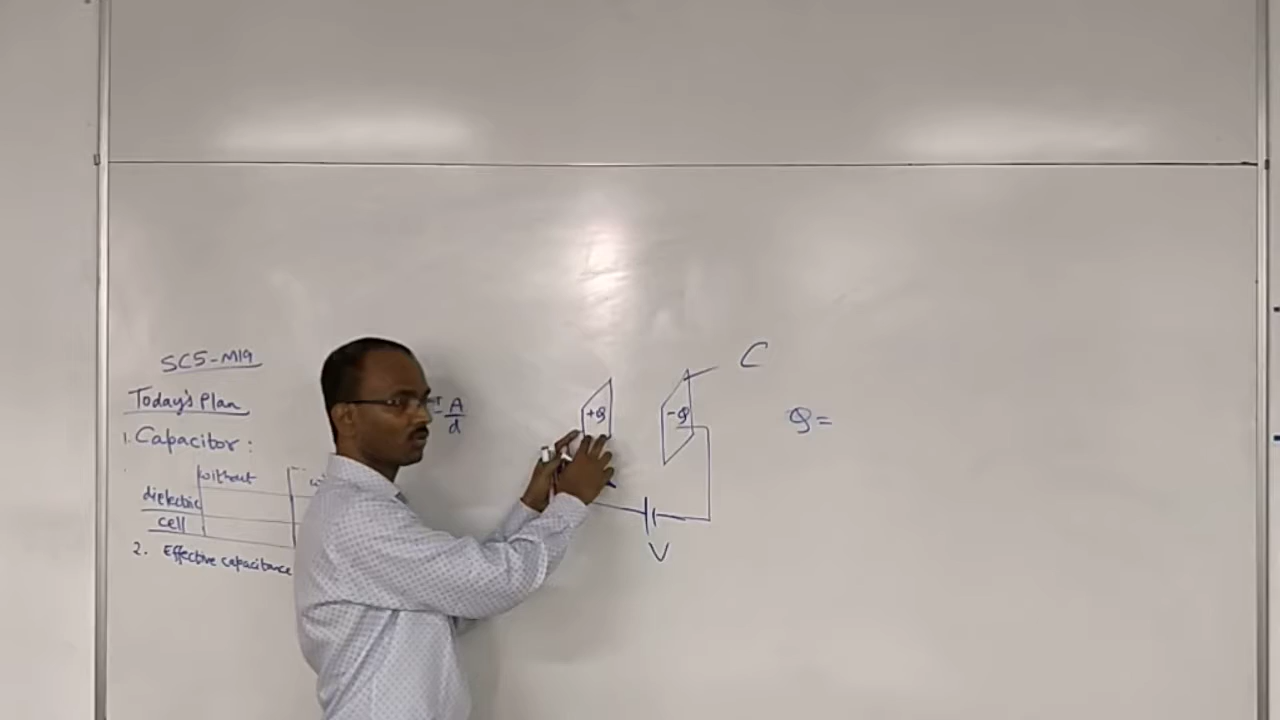 SC5-M19
Today's Plan
1. Capacitor:
without
dielectric
cell
2. Effective capacitance
= A/d
+Q
-Q
C
V
Q =